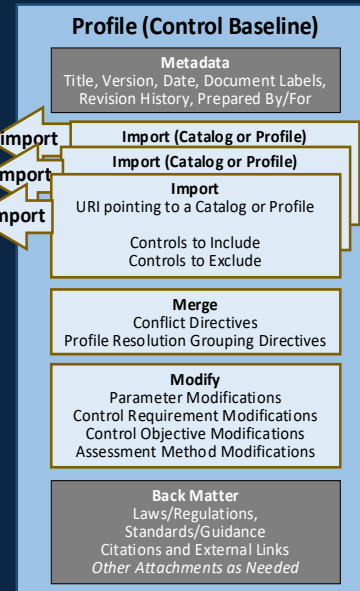 Profile (Control Baseline)
Metadata
Title, Version, Date, Document Labels,
Revision History, Prepared By/For
import
Import (Catalog or Profile)
import
Import (Catalog or Profile)
import
Import
URI pointing to a Catalog or Profile
Controls to Include
Controls to Exclude
Merge
Conflict Directives
Profile Resolution Grouping Directives
Modify
Parameter Modifications
Control Requirement Modifications
Control Objective Modifications
Assessment Method Modifications
Back Matter
Laws/Regulations,
Standards/Guidance
Citations and External Links
Other Attachments as Needed